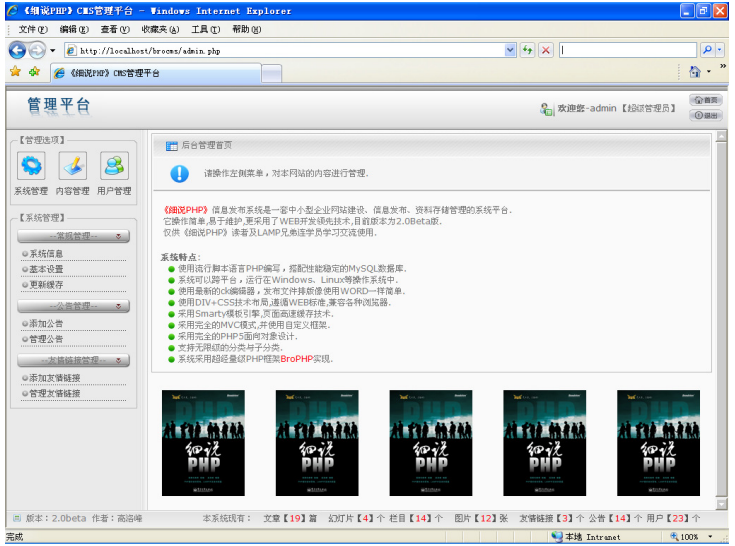 《细说PHP》CMS管理平台 - Windows Internet Explorer
文件(F) 编辑(E) 查看(V) 收藏夹(A) 工具(T) 帮助(H)
http://localhost/brocms/admin.php
《细说PHP》CMS管理平台
管理平台
欢迎您-admin【超级管理员】
首页
退出
【管理选项】
系统管理 内容管理 用户管理
【系统管理】
--常规管理--
系统信息
基本设置
更新缓存
--公告管理--
添加公告
管理公告
--友情链接管理--
添加友情链接
管理友情链接
后台管理首页
请操作左侧菜单，对本网站的内容进行管理.
《细说PHP》信息发布系统是一套中小型企业网站建设、信息发布、资料存储管理的系统平台.
它操作简单,易于维护,更采用了WEB开发领先技术,目前版本为2.0Beta版.
仅供《细说PHP》读者及LAMP兄弟连学员学习交流使用.
系统特点：
使用流行脚本语言PHP编写，搭配性能稳定的MySQL数据库.
系统可以跨平台，运行在Windows、Linux等操作系统中.
使用最新的ck编辑器，发布文件排版像使用WORD一样简单.
使用DIV+CSS技术布局,遵循WEB标准,兼容各种浏览器.
采用Smarty模板引擎,页面高速缓存技术.
采用完全的MVC模式,并使用自定义框架.
采用完全的PHP5面向对象设计.
支持无限级的分类与子分类.
系统采用超轻量级PHP框架BroPHP实现.
细说 PHP
细说 PHP
细说 PHP
细说 PHP
细说 PHP
版本：2.0beta 作者：高洛峰
本系统现有： 文章【19】篇 幻灯片【4】个 栏目【14】个 图片【12】张 友情链接【3】个 公告【14】个 用户【23】个
完成
本地 Intranet
100%